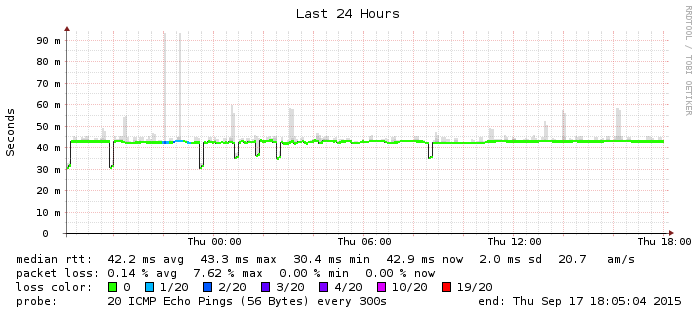 Last 24 Hours
RRDTOOL / TOBI OETIKER
Seconds
90 m
80 m
70 m
60 m
50 m
40 m
30 m
20 m
10 m
0
Thu 00:00 Thu 06:00 Thu 12:00 Thu 18:00
median rtt: 42.2 ms avg 43.3 ms max 30.4 ms min 42.9 ms now 2.0 ms sd 20.7 am/s
packet loss: 0.14 % avg 7.62 % max 0.00 % min 0.00 % now
loss color: 0 1/20 2/20 3/20 4/20 10/20 19/20
probe: 20 ICMP Echo Pings (56 Bytes) every 300s end: Thu Sep 17 18:05:04 2015